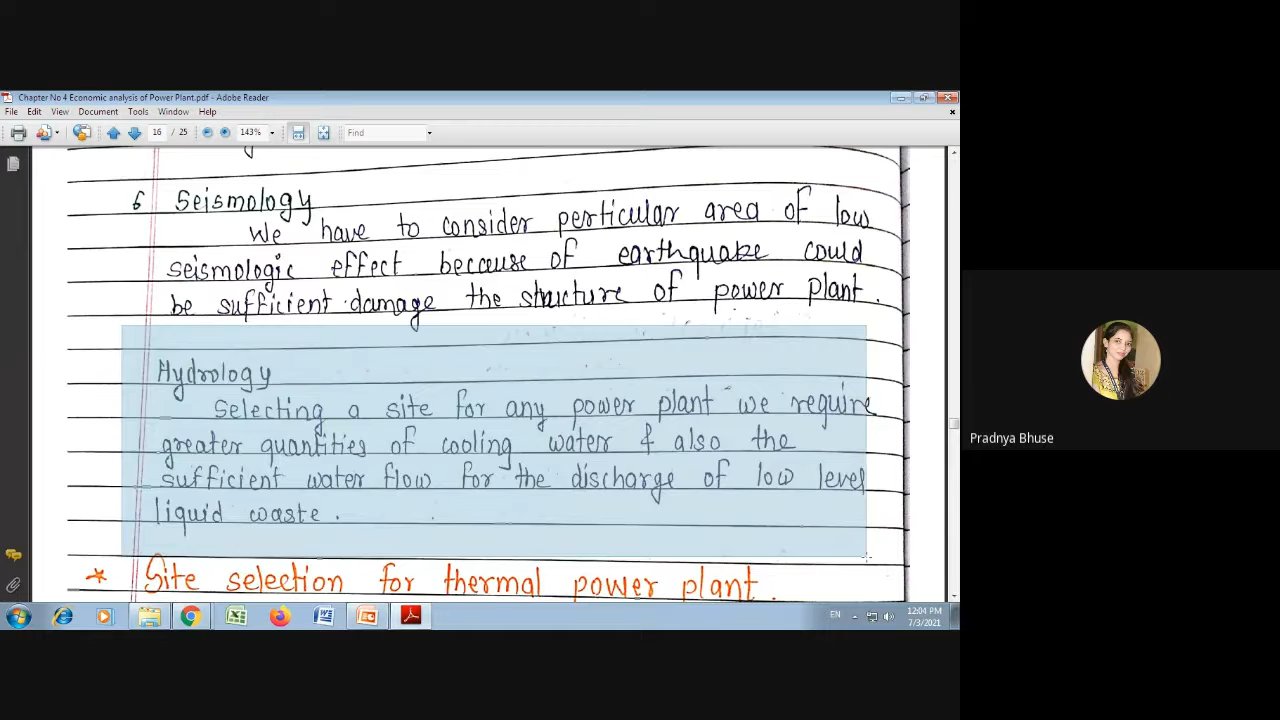 Chapter No 4 Economic analysis of Power Plant.pdf - Adobe Reader
File Edit View Document Tools Window Help
16 / 25 143% Find
6 Seismology
We have to consider perticular area of low
seismologic effect because of earthquake could
be sufficient damage the structure of power plant.
Hydrology
Selecting a site for any power plant we require
greater quantities of cooling water & also the
sufficient water flow for the discharge of low level
liquid waste.
* Site selection for thermal power plant.
Pradnya Bhuse
EN 12:04 PM
7/3/2021